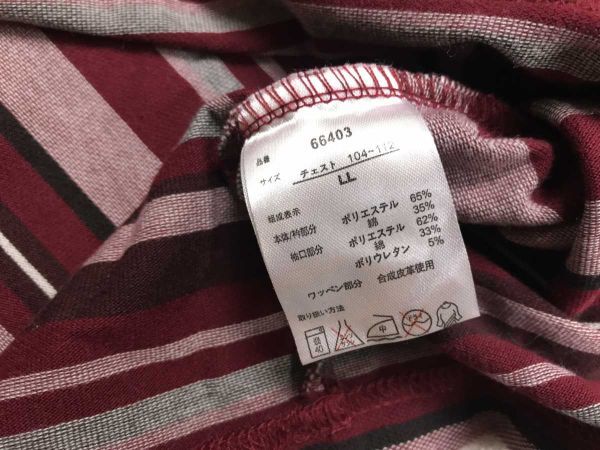 品番 66403
サイズ チェスト 104~112
LL
組成表示
本体/衿部分 ポリエステル 65%
綿 35%
袖口部分 ポリエステル 62%
綿 33%
ポリウレタン 5%
ワッペン部分 合成皮革使用
取り扱い方法
弱 40 中